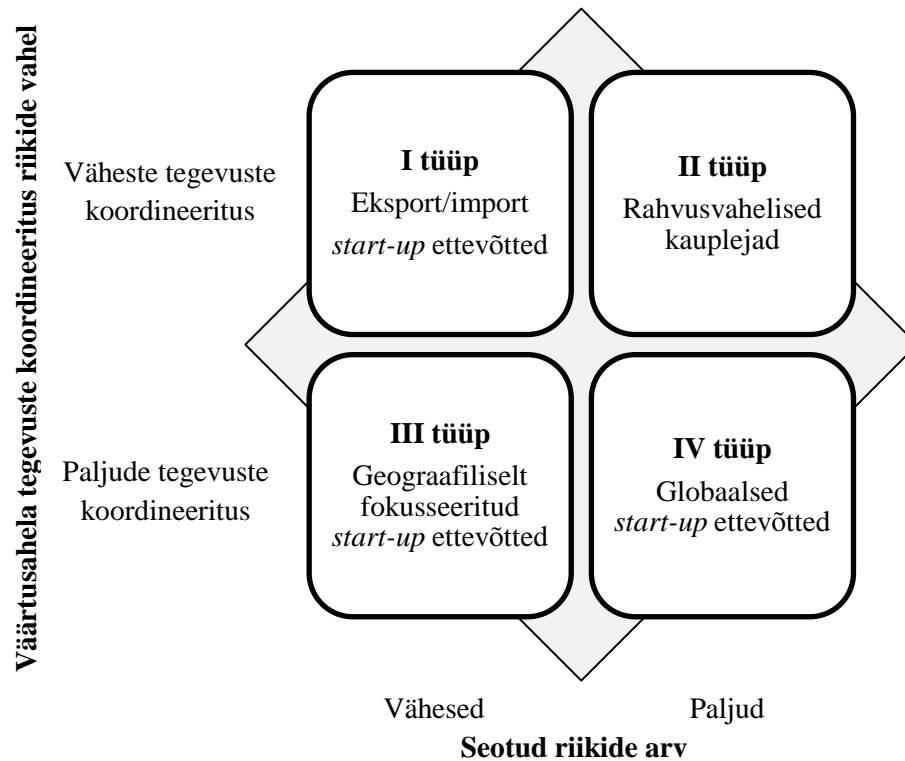 Väärtusahela tegevuste koordineeritus riikide vahel
Väheste tegevuste
koordineeritus
I tüüp
Eksport/import
start-up ettevõtted
II tüüp
Rahvusvahelised
kauplejad
Paljude tegevuste
koordineeritus
III tüüp
Geograafiliselt
fokusseeritud
start-up ettevõtted
IV tüüp
Globaalsed
start-up ettevõtted
Vähesed
Paljud
Seotud riikide arv